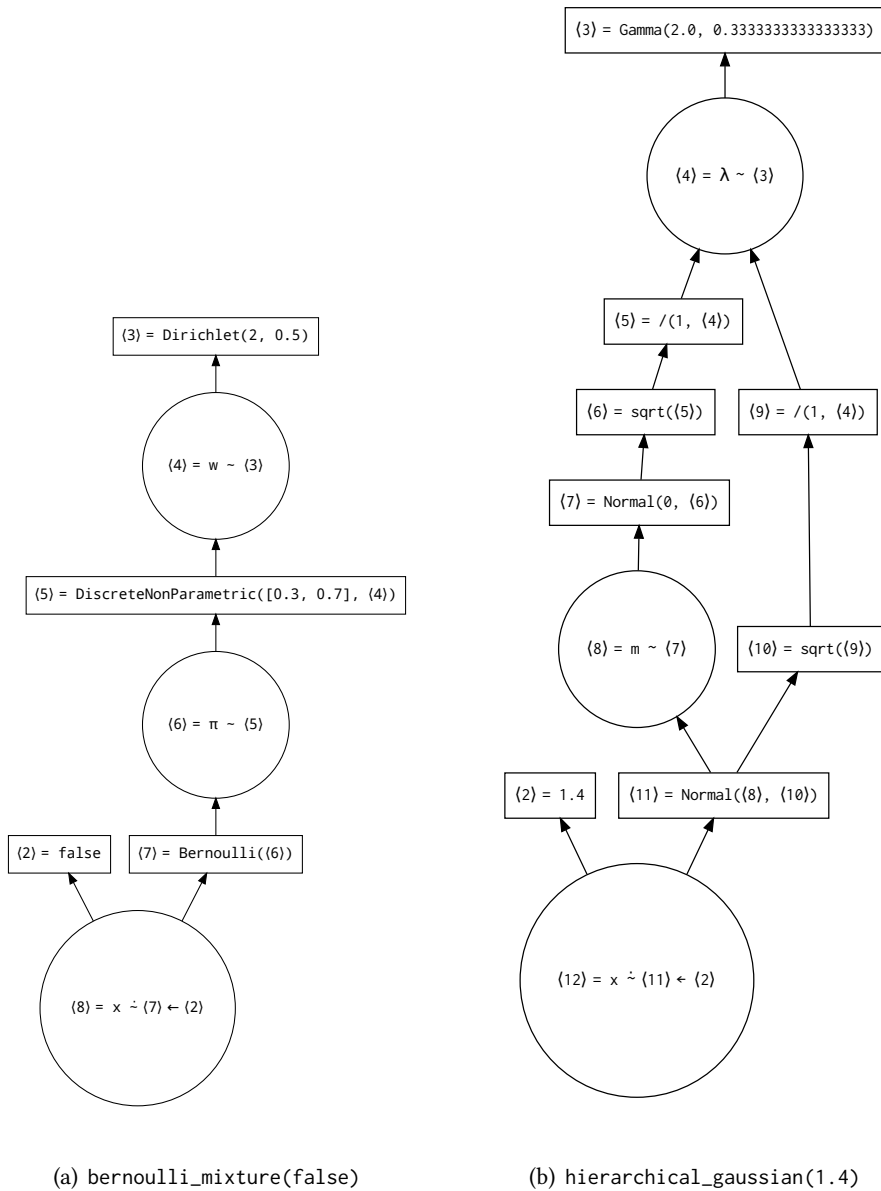 ⟨3⟩ = Dirichlet(2, 0.5)
⟨4⟩ = w ~ ⟨3⟩
⟨5⟩ = DiscreteNonParametric([0.3, 0.7], ⟨4⟩)
⟨6⟩ = π ~ ⟨5⟩
⟨2⟩ = false
⟨7⟩ = Bernoulli(⟨6⟩)
⟨8⟩ = x ∻ ⟨7⟩ ← ⟨2⟩
(a) bernoulli_mixture(false)
⟨3⟩ = Gamma(2.0, 0.3333333333333333)
⟨4⟩ = λ ~ ⟨3⟩
⟨5⟩ = /(1, ⟨4⟩)
⟨6⟩ = sqrt(⟨5⟩)
⟨9⟩ = /(1, ⟨4⟩)
⟨7⟩ = Normal(0, ⟨6⟩)
⟨8⟩ = m ~ ⟨7⟩
⟨10⟩ = sqrt(⟨9⟩)
⟨2⟩ = 1.4
⟨11⟩ = Normal(⟨8⟩, ⟨10⟩)
⟨12⟩ = x ~̇ ⟨11⟩ ← ⟨2⟩
(b) hierarchical_gaussian(1.4)